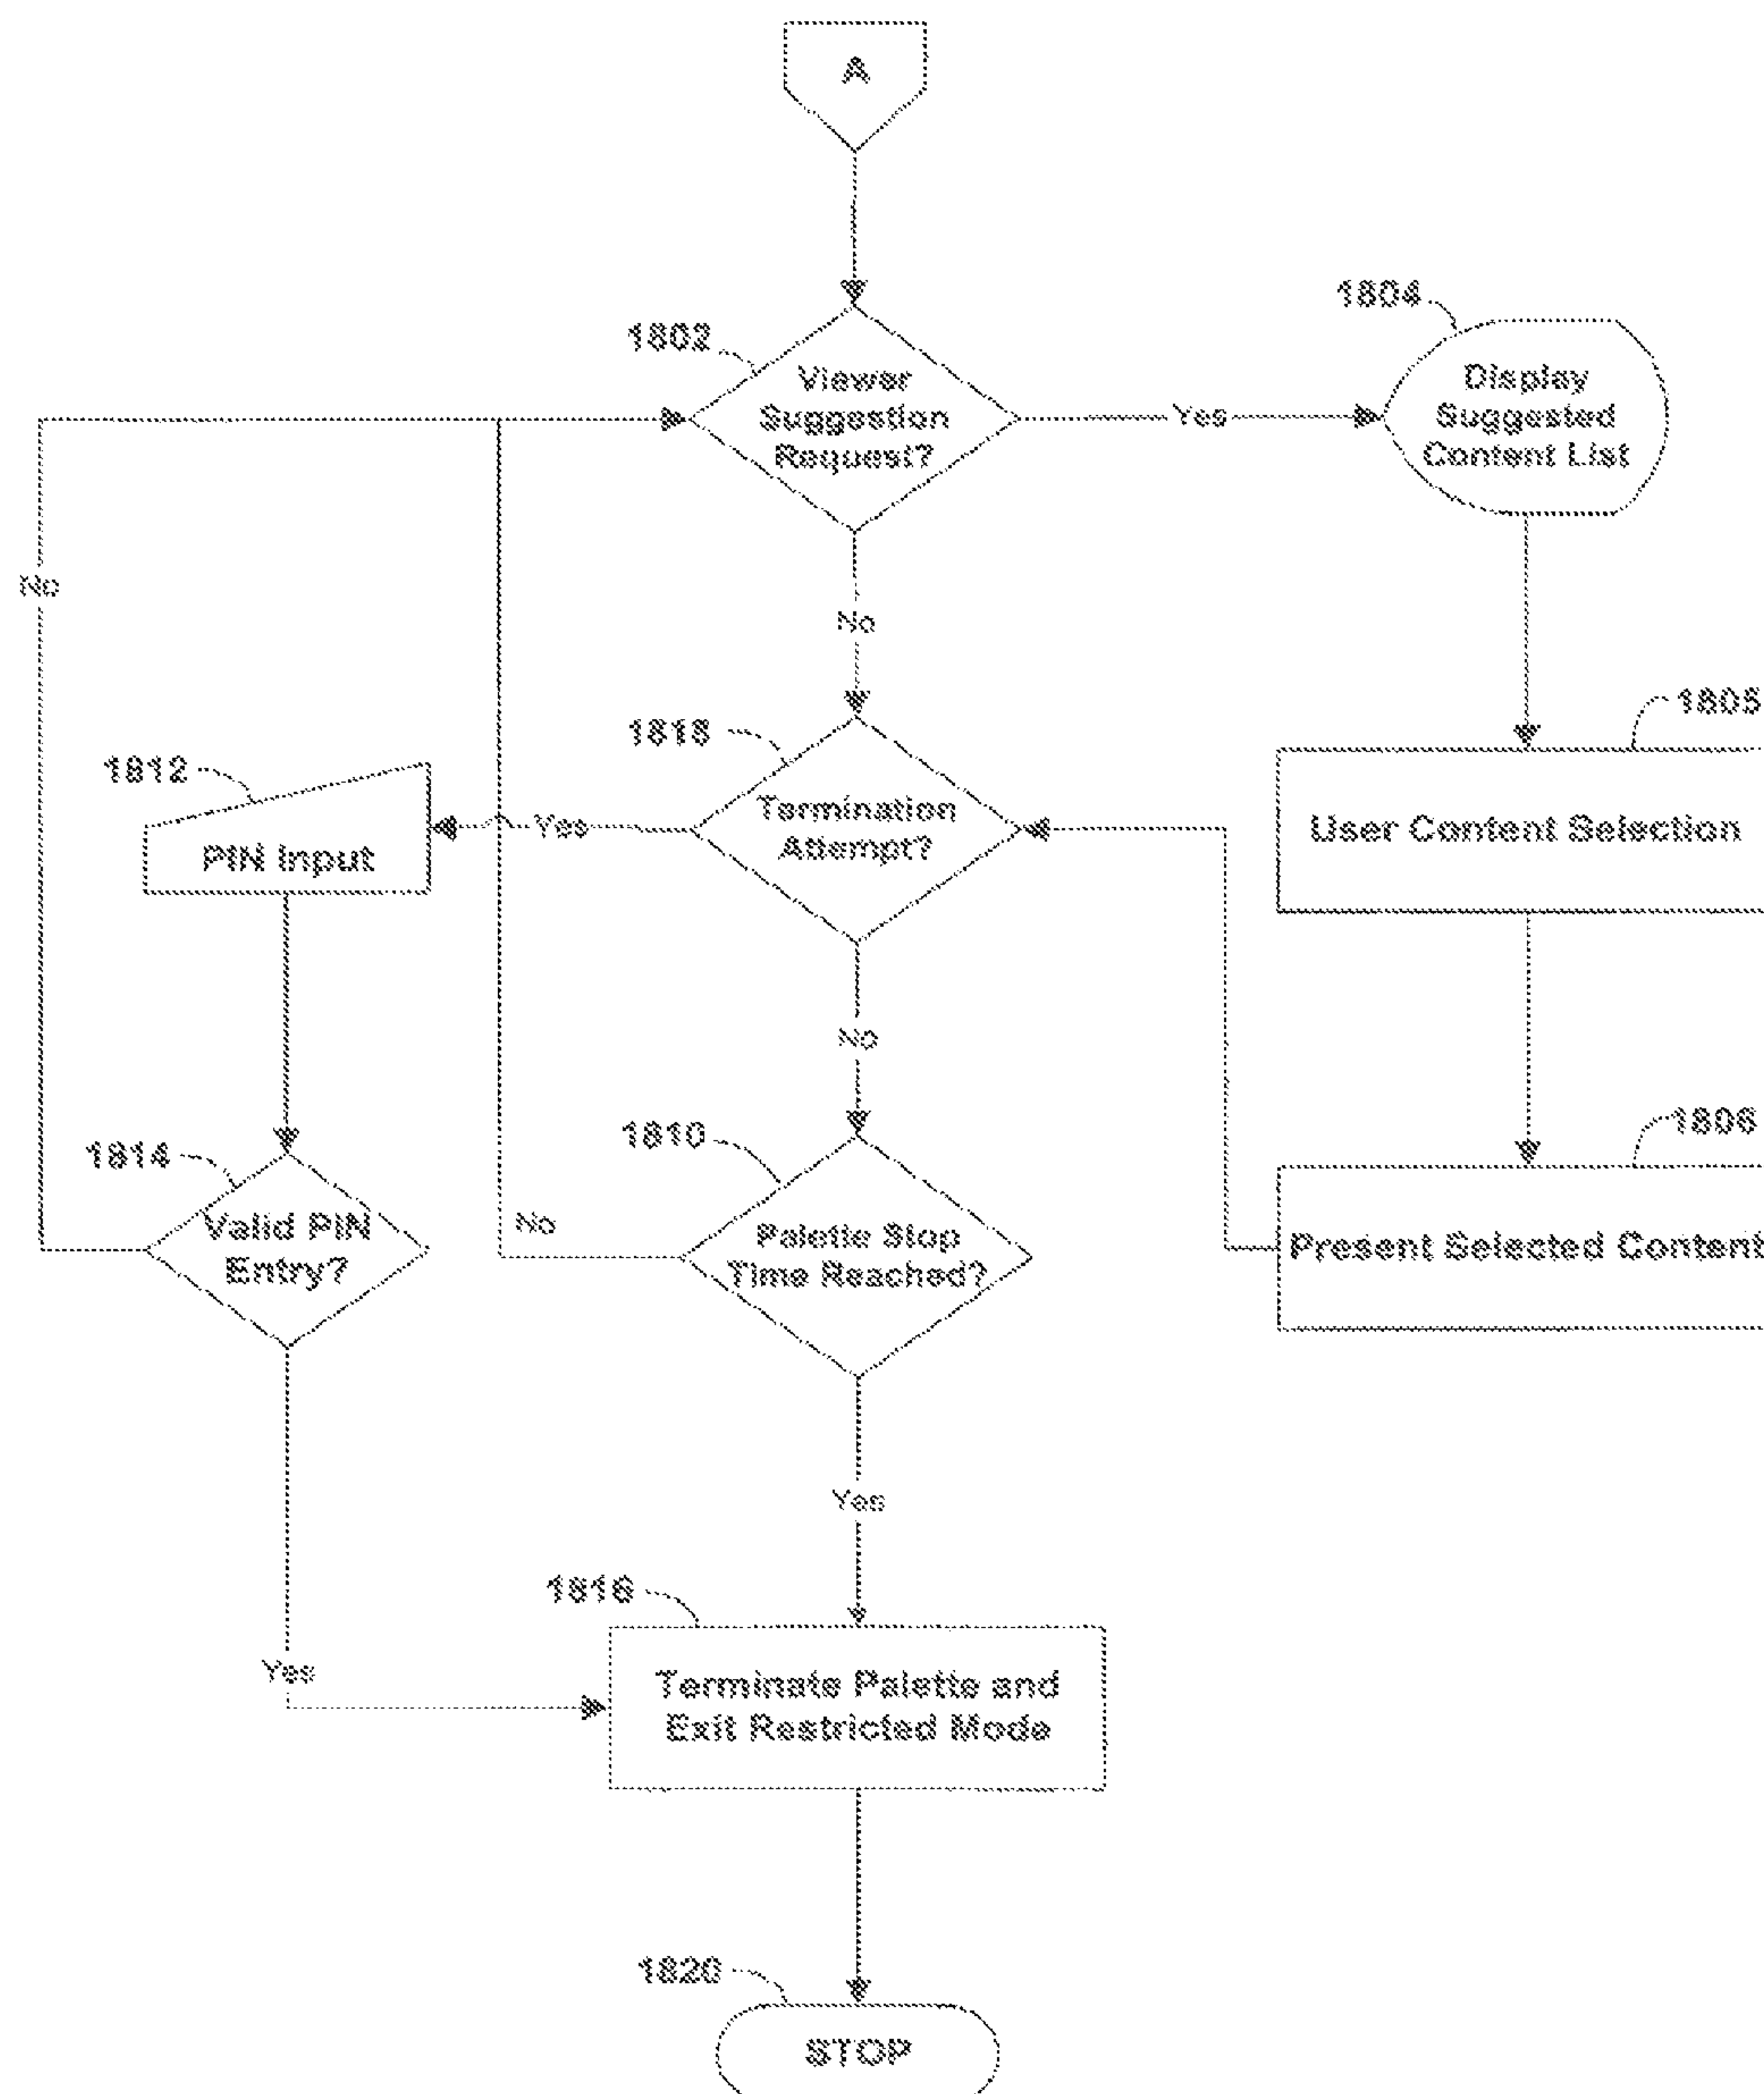 A
1802
Viewer
Suggestion
Request?
Yes
1804
Display
Suggested
Content List
No
No
1805
User Content Selection
1818
Termination
Attempt?
Yes
1812
PIN Input
No
1806
Present Selected Content
1810
Palette Stop
Time Reached?
No
1814
Valid PIN
Entry?
Yes
Yes
1816
Terminate Palette and
Exit Restricted Mode
1820
STOP